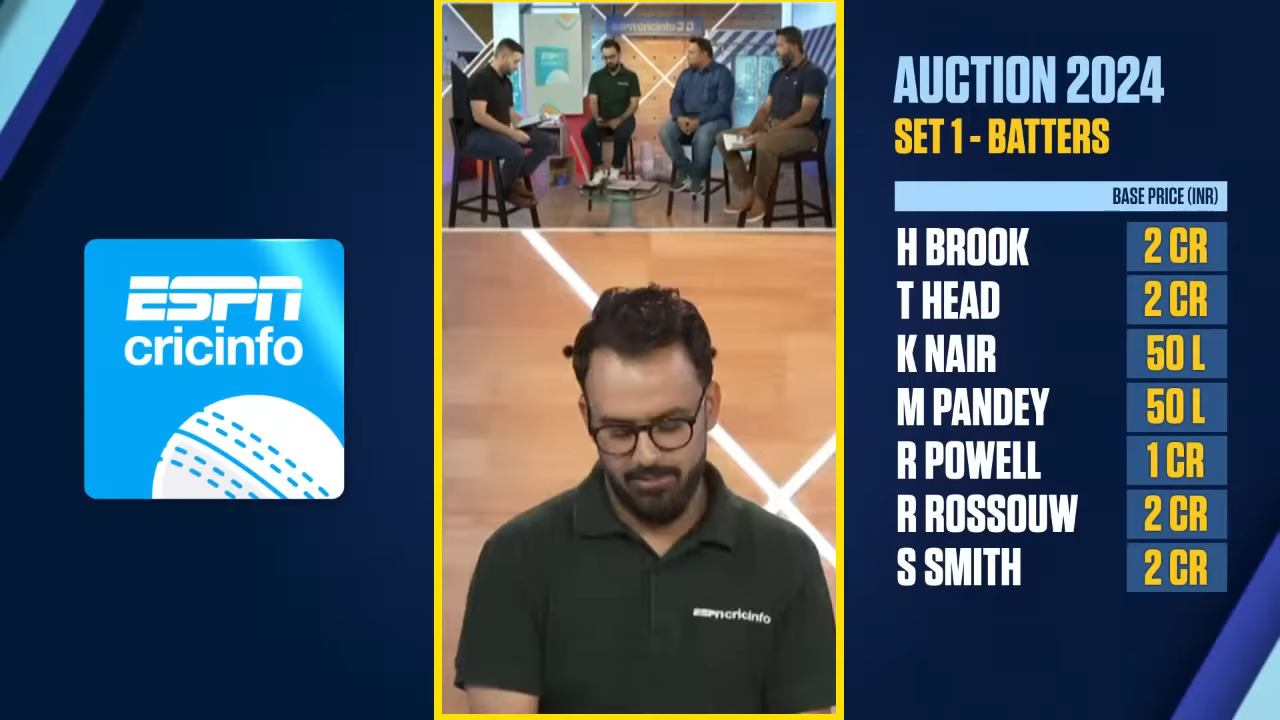 ESPN
cricinfo
ESPNcricinfo
ESPNcricinfo
AUCTION 2024
SET 1 - BATTERS
BASE PRICE (INR)
H BROOK 2 CR
T HEAD 2 CR
K NAIR 50 L
M PANDEY 50 L
R POWELL 1 CR
R ROSSOUW 2 CR
S SMITH 2 CR